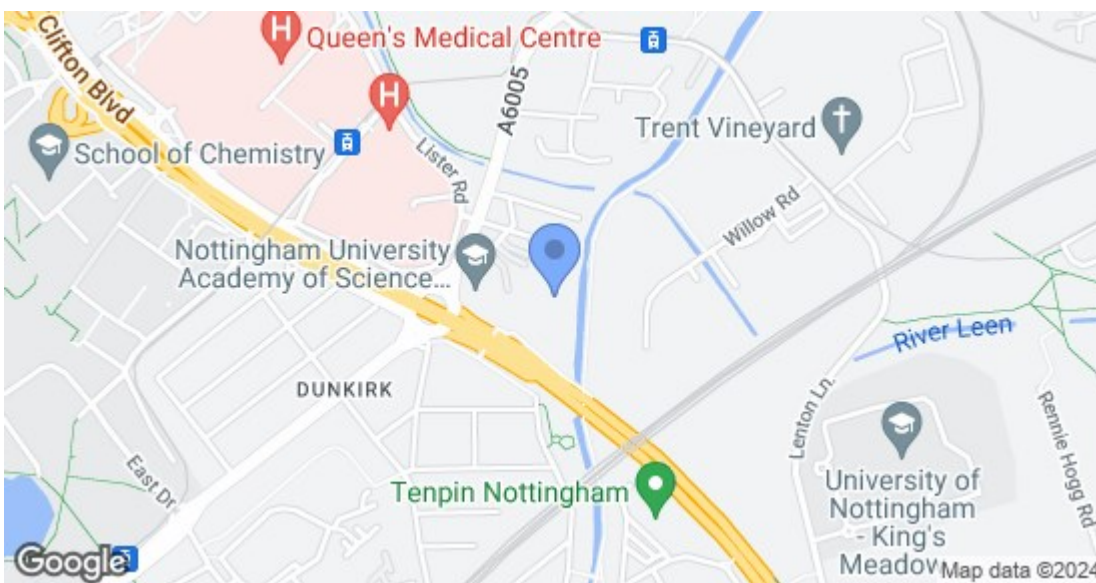 Clifton Blvd
H
Queen's Medical Centre
H
A6005
Trent Vineyard
School of Chemistry
Lister Rd
Willow Rd
Nottingham University
Academy of Science...
River Leen
DUNKIRK
Lenton Ln.
Rennie Hogg Rd
East Dr
Tenpin Nottingham
University of
Nottingham
- King's
Meadow
Google
Map data ©2024